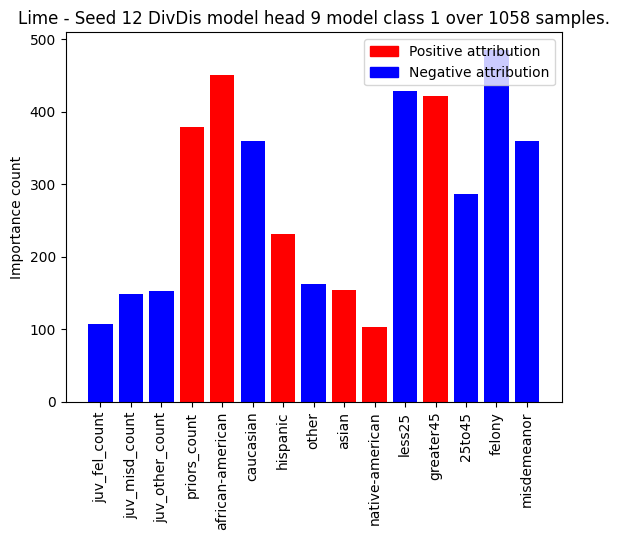 Lime - Seed 12 DivDis model head 9 model class 1 over 1058 samples.
Positive attribution
Negative attribution
Importance count
500
400
300
200
100
0
juv_fel_count
juv_misd_count
juv_other_count
priors_count
african-american
caucasian
hispanic
other
asian
native-american
less25
greater45
25to45
felony
misdemeanor